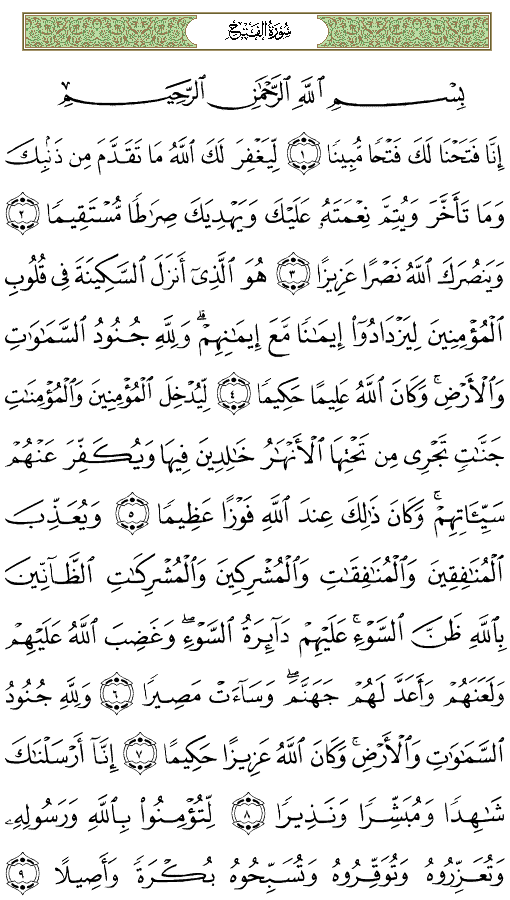 سُورَةُ الفَتۡحِ
بِسۡمِ ٱللَّهِ ٱلرَّحۡمَٰنِ ٱلرَّحِيمِ
إِنَّا فَتَحۡنَا لَكَ فَتۡحٗا مُّبِينٗا ١ لِّيَغۡفِرَ لَكَ ٱللَّهُ مَا تَقَدَّمَ مِن ذَنۢبِكَ
وَمَا تَأَخَّرَ وَيُتِمَّ نِعۡمَتَهُۥ عَلَيۡكَ وَيَهۡدِيَكَ صِرَٰطٗا مُّسۡتَقِيمٗا ٢
وَيَنصُرَكَ ٱللَّهُ نَصۡرًا عَزِيزًا ٣ هُوَ ٱلَّذِيٓ أَنزَلَ ٱلسَّكِينَةَ فِي قُلُوبِ
ٱلۡمُؤۡمِنِينَ لِيَزۡدَادُوٓاْ إِيمَٰنٗا مَّعَ إِيمَٰنِهِمۡۗ وَلِلَّهِ جُنُودُ ٱلسَّمَٰوَٰتِ
وَٱلۡأَرۡضِۚ وَكَانَ ٱللَّهُ عَلِيمًا حَكِيمٗا ٤ لِّيُدۡخِلَ ٱلۡمُؤۡمِنِينَ وَٱلۡمُؤۡمِنَٰتِ
جَنَّٰتٖ تَجۡرِي مِن تَحۡتِهَا ٱلۡأَنۡهَٰرُ خَٰلِدِينَ فِيهَا وَيُكَفِّرَ عَنۡهُمۡ
سَيِّـَٔاتِهِمۡۚ وَكَانَ ذَٰلِكَ عِندَ ٱللَّهِ فَوۡزًا عَظِيمٗا ٥ وَيُعَذِّبَ
ٱلۡمُنَٰفِقِينَ وَٱلۡمُنَٰفِقَٰتِ وَٱلۡمُشۡرِكِينَ وَٱلۡمُشۡرِكَٰتِ ٱلظَّآنِّينَ
بِٱللَّهِ ظَنَّ ٱلسَّوۡءِۚ عَلَيۡهِمۡ دَآئِرَةُ ٱلسَّوۡءِۖ وَغَضِبَ ٱللَّهُ عَلَيۡهِمۡ
وَلَعَنَهُمۡ وَأَعَدَّ لَهُمۡ جَهَنَّمَۖ وَسَآءَتۡ مَصِيرٗا ٦ وَلِلَّهِ جُنُودُ
ٱلسَّمَٰوَٰتِ وَٱلۡأَرۡضِۚ وَكَانَ ٱللَّهُ عَزِيزًا حَكِيمًا ٧ إِنَّآ أَرۡسَلۡنَٰكَ
شَٰهِدٗا وَمُبَشِّرٗا وَنَذِيرٗا ٨ لِّتُؤۡمِنُواْ بِٱللَّهِ وَرَسُولِهِۦ
وَتُعَزِّرُوهُ وَتُوَقِّرُوهُ وَتُسَبِّحُوهُ بُكۡرَةٗ وَأَصِيلًا ٩